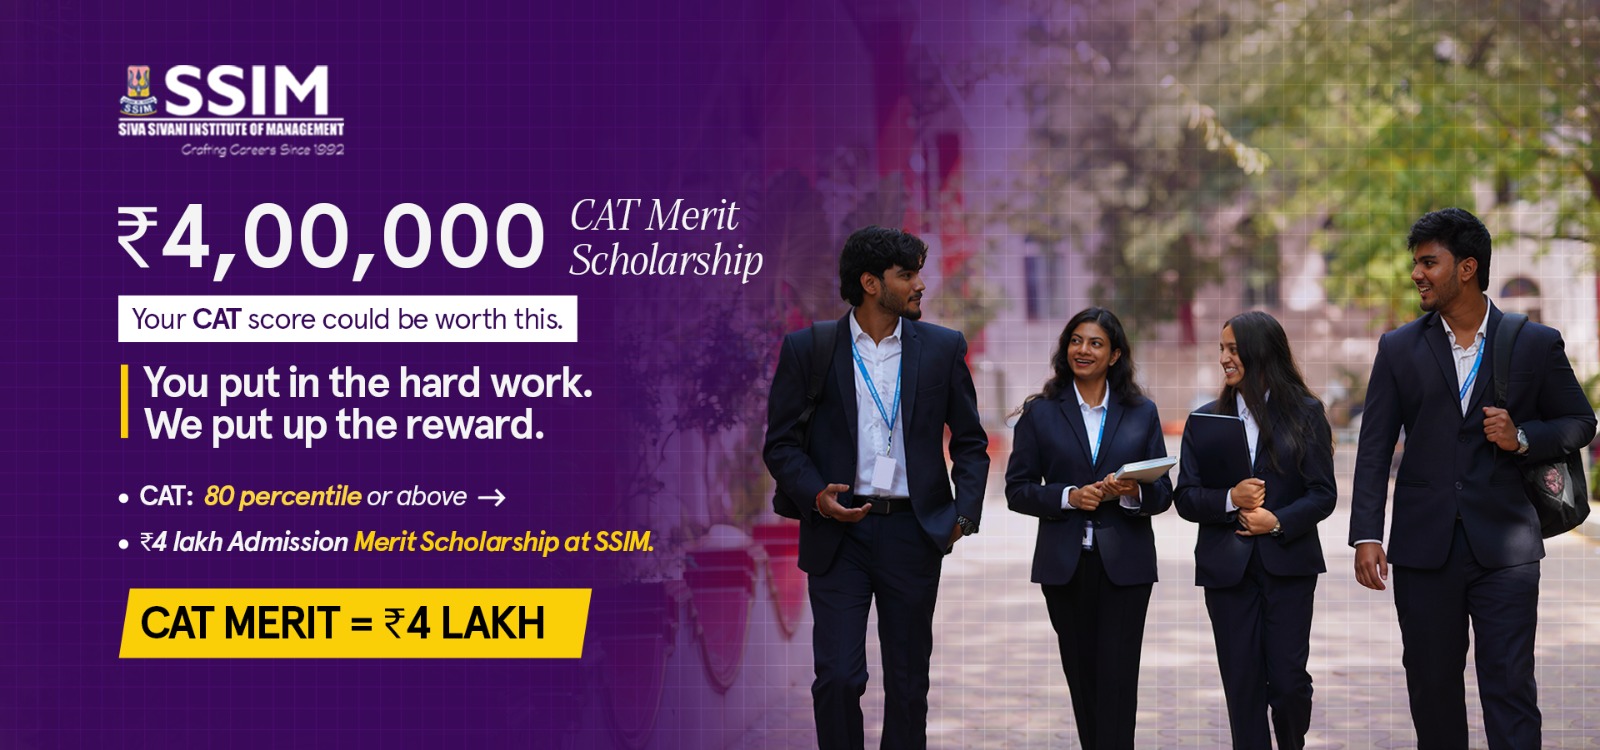 SSIM
SSIM
SIVA SIVANI INSTITUTE OF MANAGEMENT
Crafting Careers Since 1992
₹4,00,000
CAT Merit
Scholarship
Your CAT score could be worth this.
You put in the hard work.
We put up the reward.
• CAT: 80 percentile or above →
• ₹4 lakh Admission Merit Scholarship at SSIM.
CAT MERIT = ₹4 LAKH